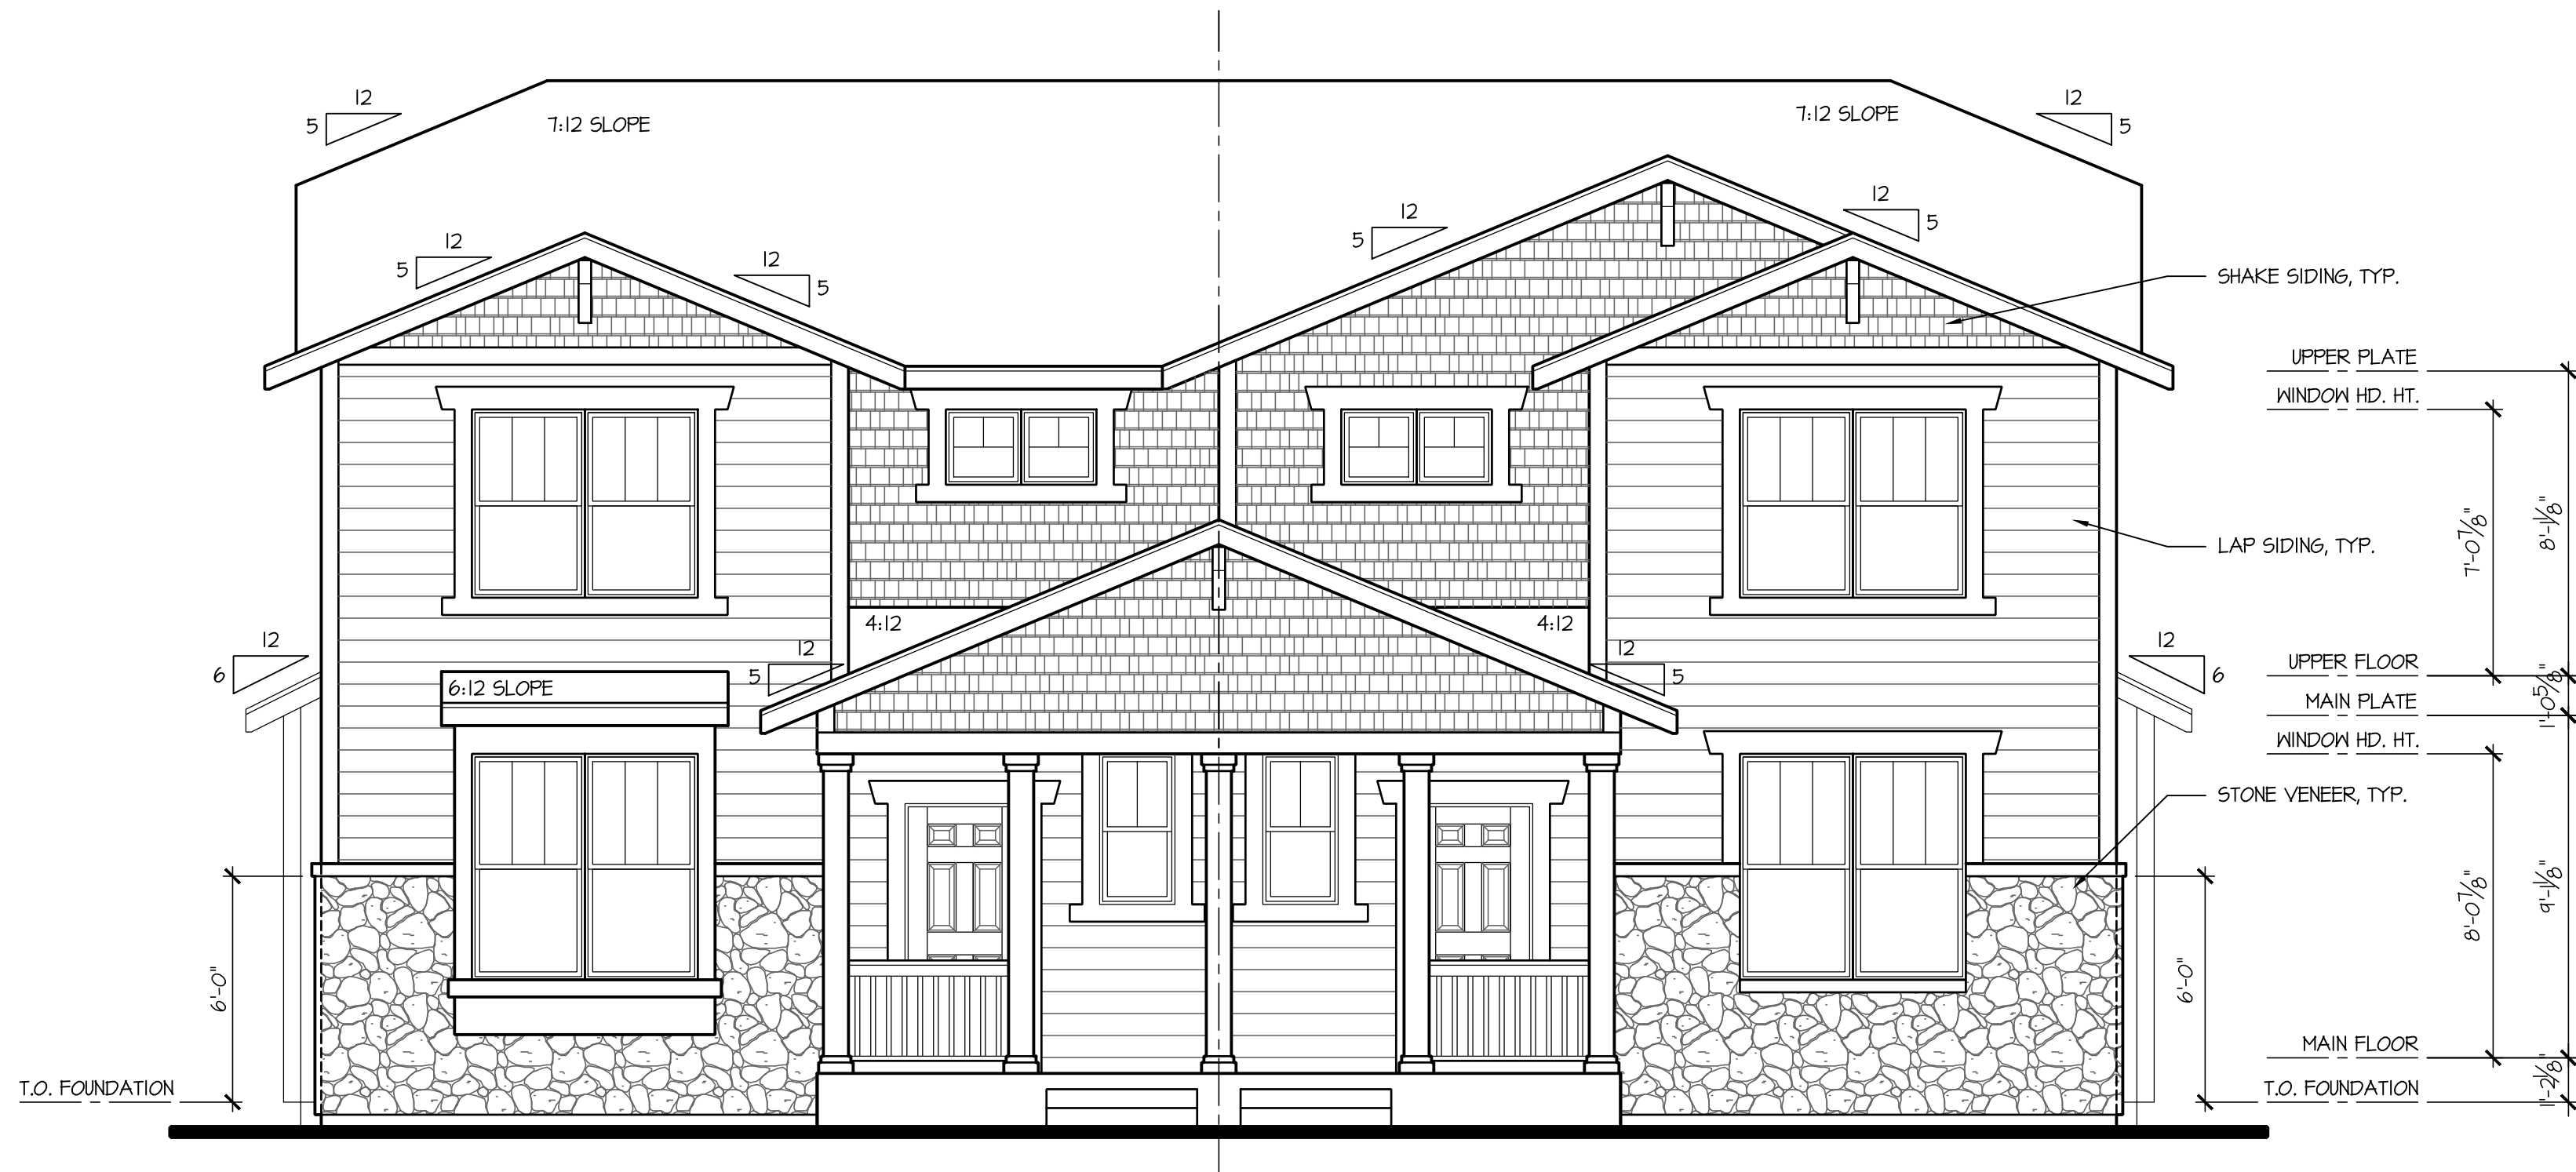 12
5
7:12 SLOPE
7:12 SLOPE
12
5
12
5
12
5
12
5
12
5
SHAKE SIDING, TYP.
UPPER PLATE
WINDOW HD. HT.
7'-0 7/8"
8'-1 1/8"
LAP SIDING, TYP.
4:12
4:12
12
6
12
5
12
5
12
6
6:12 SLOPE
UPPER FLOOR
1'-0 5/8"
MAIN PLATE
WINDOW HD. HT.
STONE VENEER, TYP.
8'-0 7/8"
9'-1 1/8"
6'-0"
6'-0"
MAIN FLOOR
T.O. FOUNDATION
T.O. FOUNDATION
1'-2 1/8"